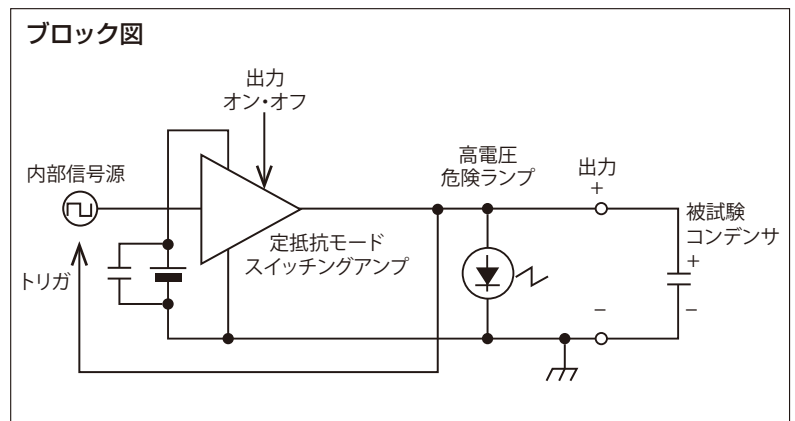 ブロック図
出力
オン・オフ
内部信号源
高電圧
危険ランプ
出力
+
被試験
コンデンサ
+
定抵抗モード
スイッチングアンプ
トリガ
−
−